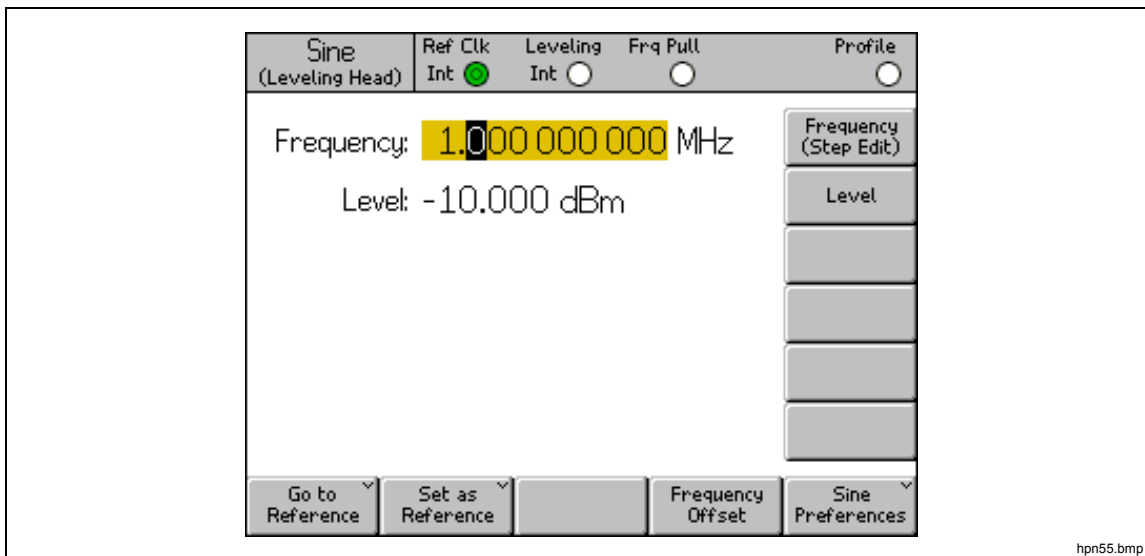 Sine
(Leveling Head)
Ref Clk
Int
Leveling
Int
Frq Pull
Profile
Frequency: 1.000 000 000 MHz
Level: -10.000 dBm
Frequency
(Step Edit)
Level
Go to
Reference
Set as
Reference
Frequency
Offset
Sine
Preferences
hpn55.bmp